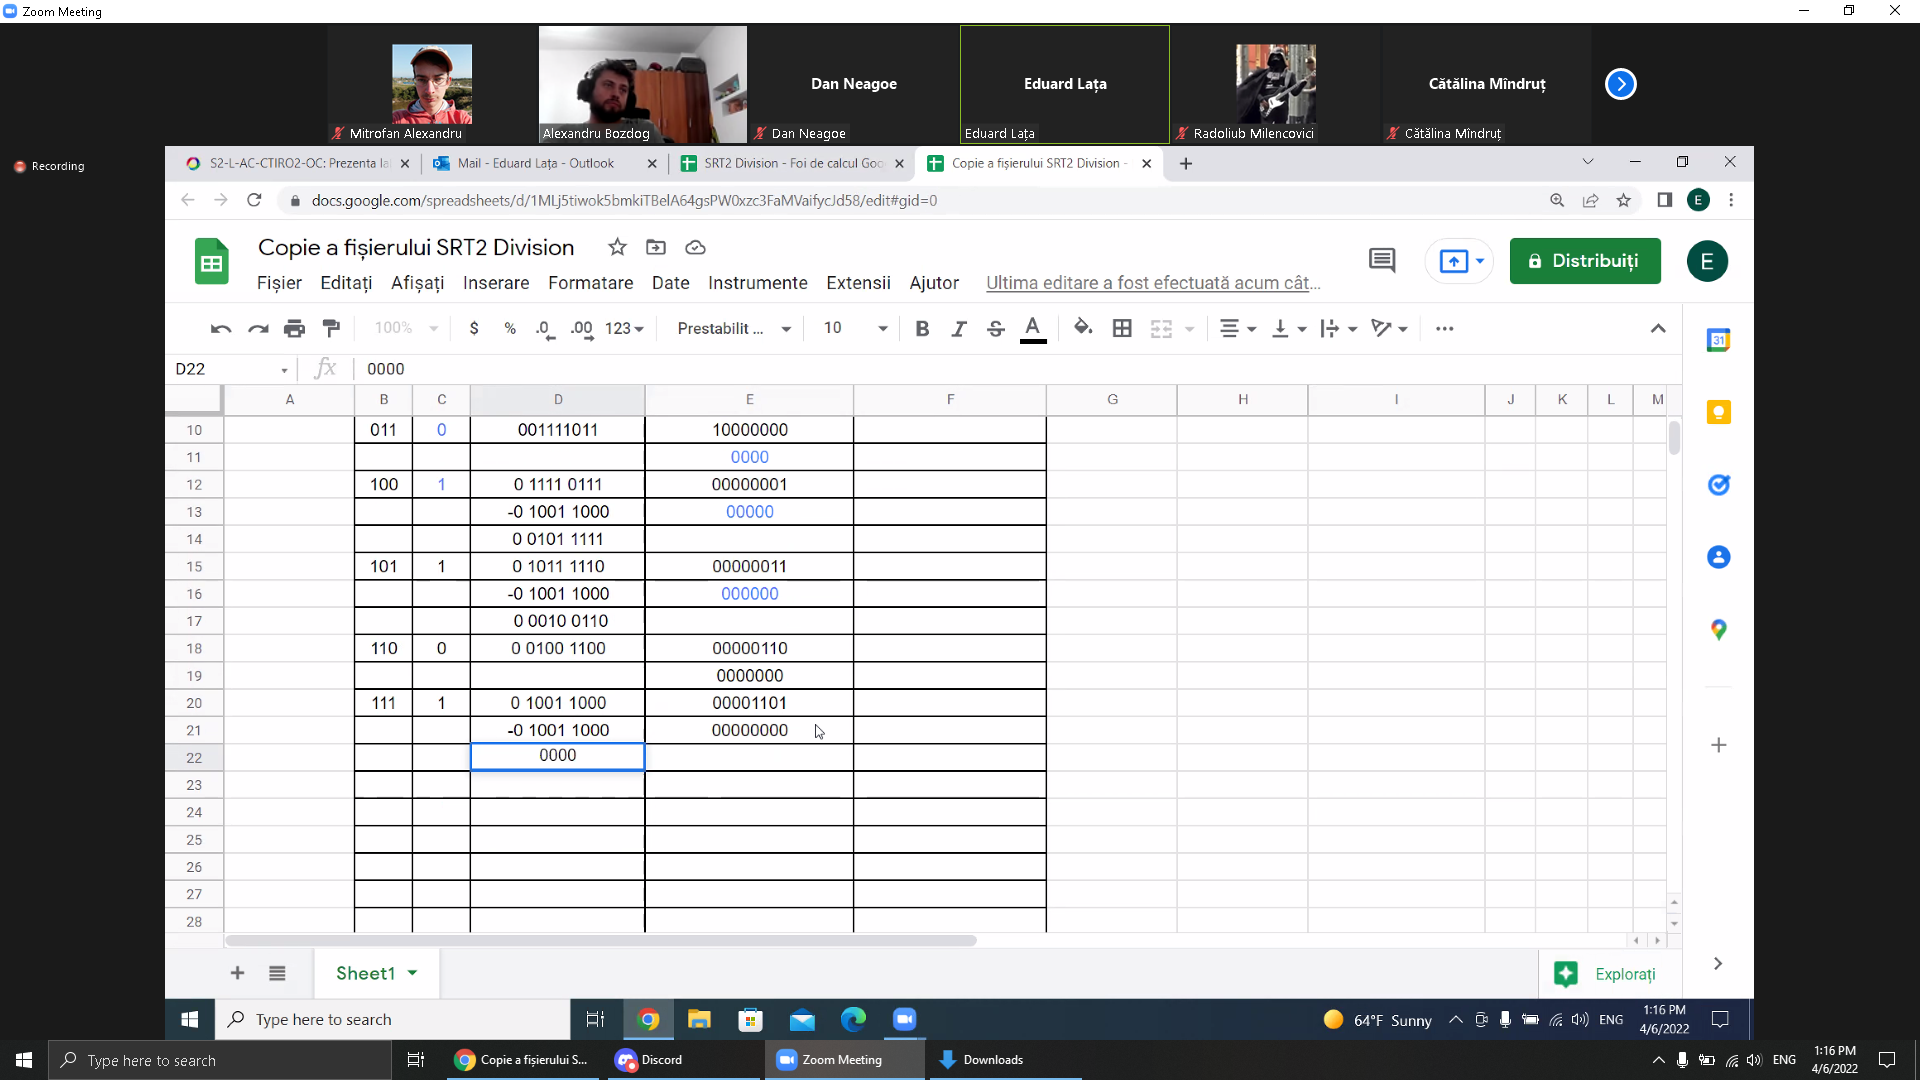 Zoom Meeting
Mitrofan Alexandru
Alexandru Bozdog
Dan Neagoe
Dan Neagoe
Eduard Lața
Eduard Lața
Radoliub Milencovici
Cătălina Mîndruț
Cătălina Mîndruț
Recording
S2-L-AC-CTIRO2-OC: Prezenta la
Mail - Eduard Lața - Outlook
SRT2 Division - Foi de calcul Goo
Copie a fișierului SRT2 Division -
docs.google.com/spreadsheets/d/1MLj5tiwok5bmkiTBelA64gsPW0xzc3FaMVaifycJd58/edit#gid=0
E
Copie a fișierului SRT2 Division
Distribuiți
E
Fișier Editați Afișați Inserare Formatare Date Instrumente Extensii Ajutor Ultima editare a fost efectuată acum cât...
100% $ % .0 .00 123 Prestabilit ... 10 B I S A
31
D22 fx 0000
A B C D E F G H I J K L M
10 011 0 001111011 10000000
11 0000
12 100 1 0 1111 0111 00000001
13 -0 1001 1000 00000
14 0 0101 1111
15 101 1 0 1011 1110 00000011
16 -0 1001 1000 000000
17 0 0010 0110
18 110 0 0 0100 1100 00000110
19 0000000
20 111 1 0 1001 1000 00001101
21 -0 1001 1000 00000000
22 0000
23
24
25
26
27
28
Sheet1
Explorați
Type here to search
64°F Sunny
ENG
1:16 PM
4/6/2022
Type here to search
Copie a fișierului S...
Discord
Zoom Meeting
Downloads
ENG
1:16 PM
4/6/2022